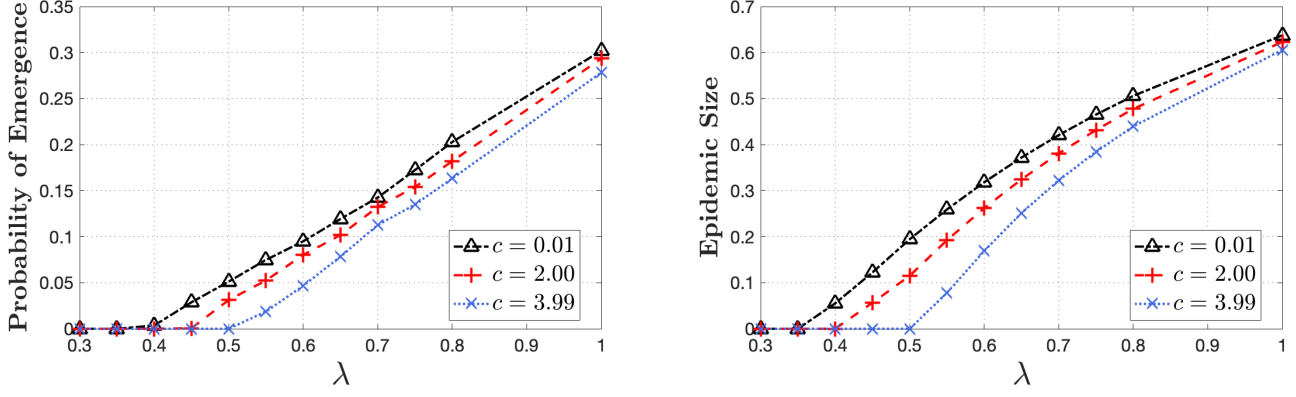 Probability of Emergence
0.35
0.3
0.25
0.2
0.15
0.1
0.05
0
0.3 0.4 0.5 0.6 0.7 0.8 0.9 1
λ
c = 0.01
c = 2.00
c = 3.99
Epidemic Size
0.7
0.6
0.5
0.4
0.3
0.2
0.1
0
0.3 0.4 0.5 0.6 0.7 0.8 0.9 1
λ
c = 0.01
c = 2.00
c = 3.99